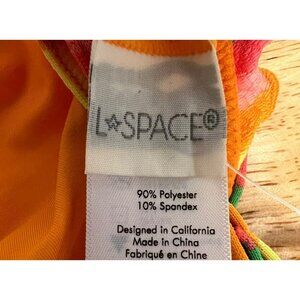 L*SPACE®
90% Polyester
10% Spandex
Designed in California
Made in China
Fabriqué en Chine